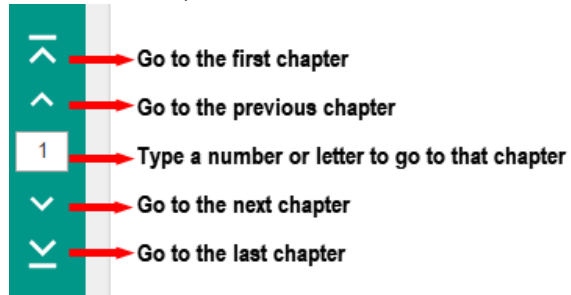 Go to the first chapter
Go to the previous chapter
1
Type a number or letter to go to that chapter
Go to the next chapter
Go to the last chapter